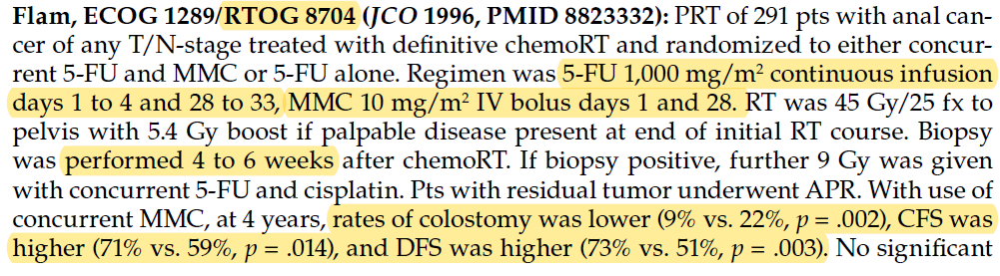 Flam, ECOG 1289/RTOG 8704 (JCO 1996, PMID 8823332): PRT of 291 pts with anal can-
cer of any T/N-stage treated with definitive chemoRT and randomized to either concur-
rent 5-FU and MMC or 5-FU alone. Regimen was 5-FU 1,000 mg/m² continuous infusion
days 1 to 4 and 28 to 33, MMC 10 mg/m² IV bolus days 1 and 28. RT was 45 Gy/25 fx to
pelvis with 5.4 Gy boost if palpable disease present at end of initial RT course. Biopsy
was performed 4 to 6 weeks after chemoRT. If biopsy positive, further 9 Gy was given
with concurrent 5-FU and cisplatin. Pts with residual tumor underwent APR. With use of
concurrent MMC, at 4 years, rates of colostomy was lower (9% vs. 22%, p = .002), CFS was
higher (71% vs. 59%, p = .014), and DFS was higher (73% vs. 51%, p = .003). No significant